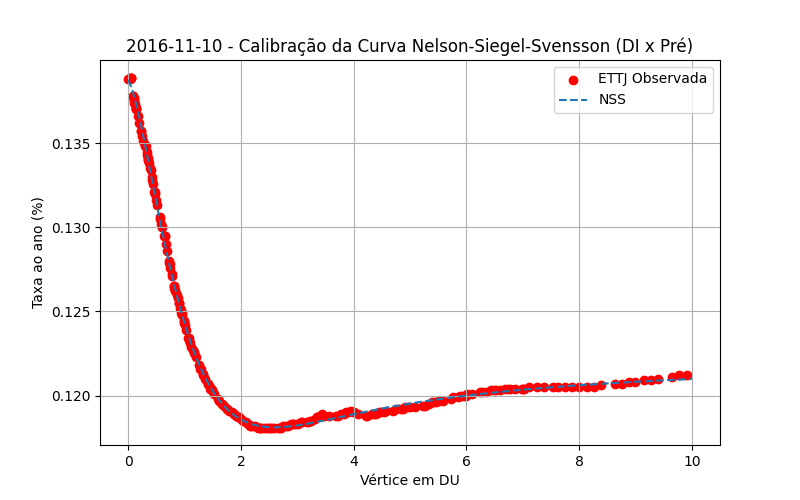 2016-11-10 - Calibração da Curva Nelson-Siegel-Svensson (DI x Pré)
ETTJ Observada
NSS
Taxa ao ano (%)
0.135
0.130
0.125
0.120
0 2 4 6 8 10
Vértice em DU